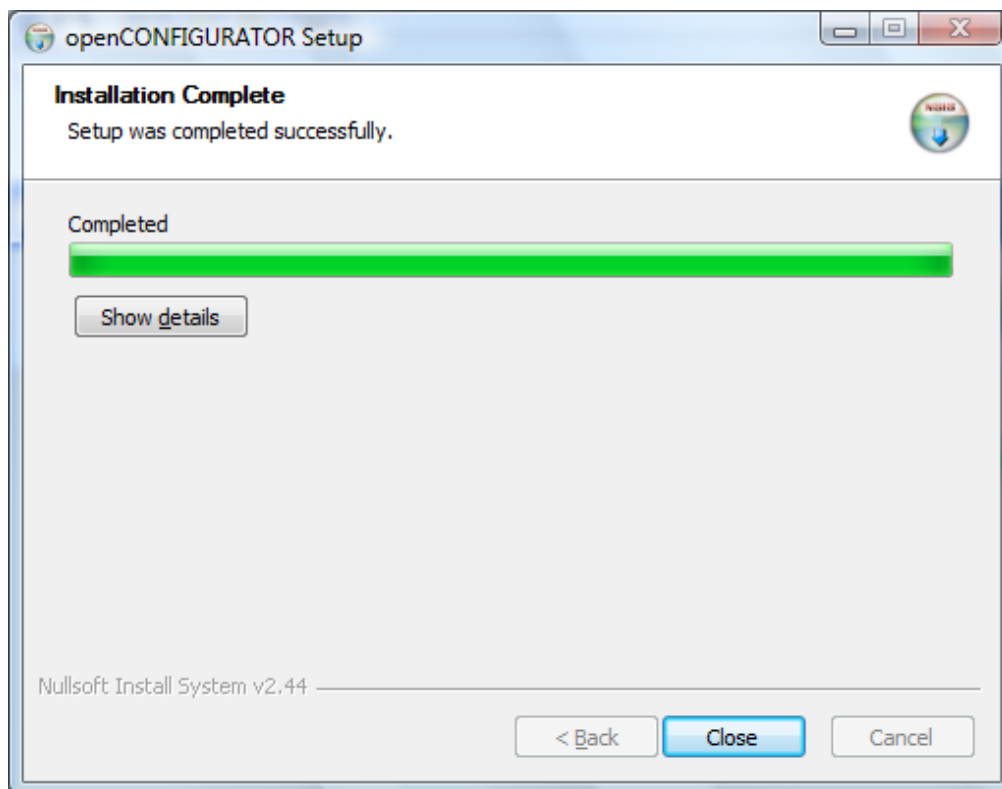 openCONFIGURATOR Setup
Installation Complete
Setup was completed successfully.
Completed
Show details
Nullsoft Install System v2.44
< Back
Close
Cancel